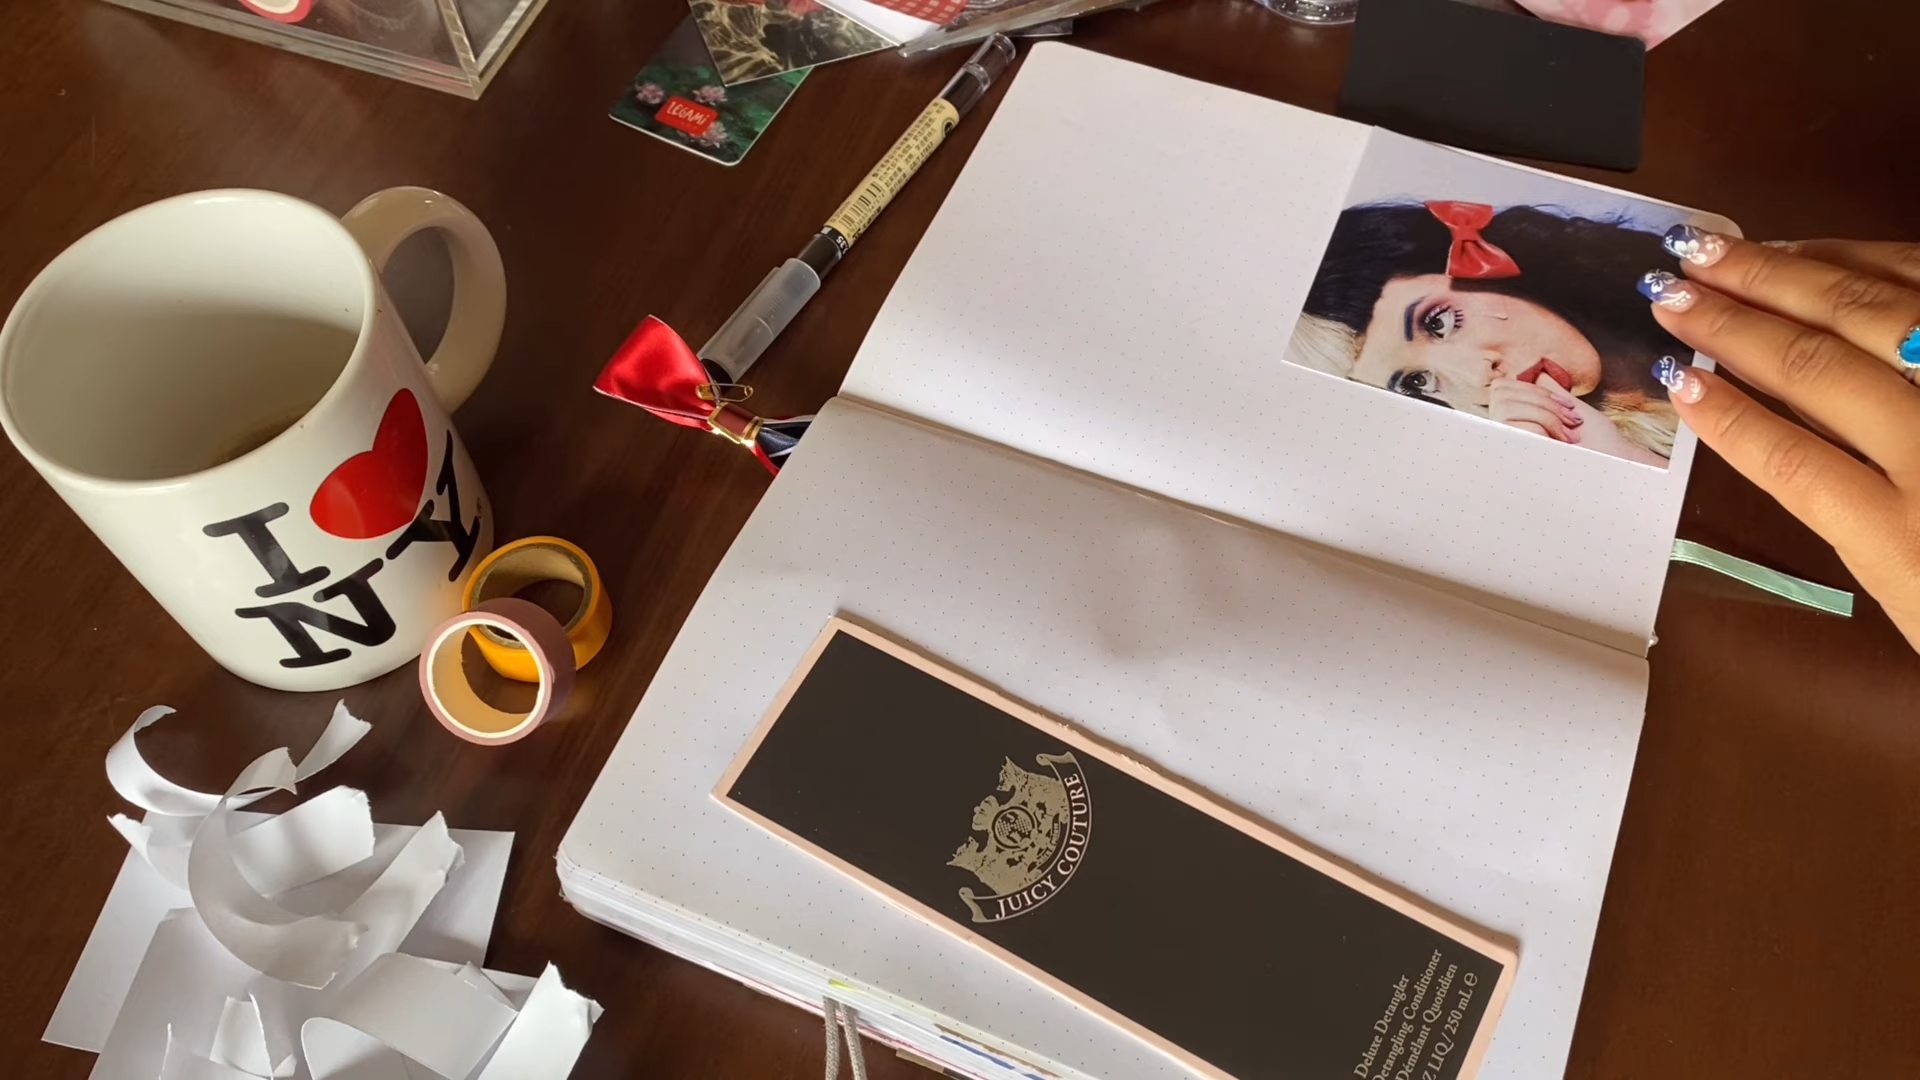 LEGAMI
I
NY
JUICY COUTURE
Deluxe Detangler
Detangling Conditioner
Démêlant Quotidien
Z LIQ/250 mL e